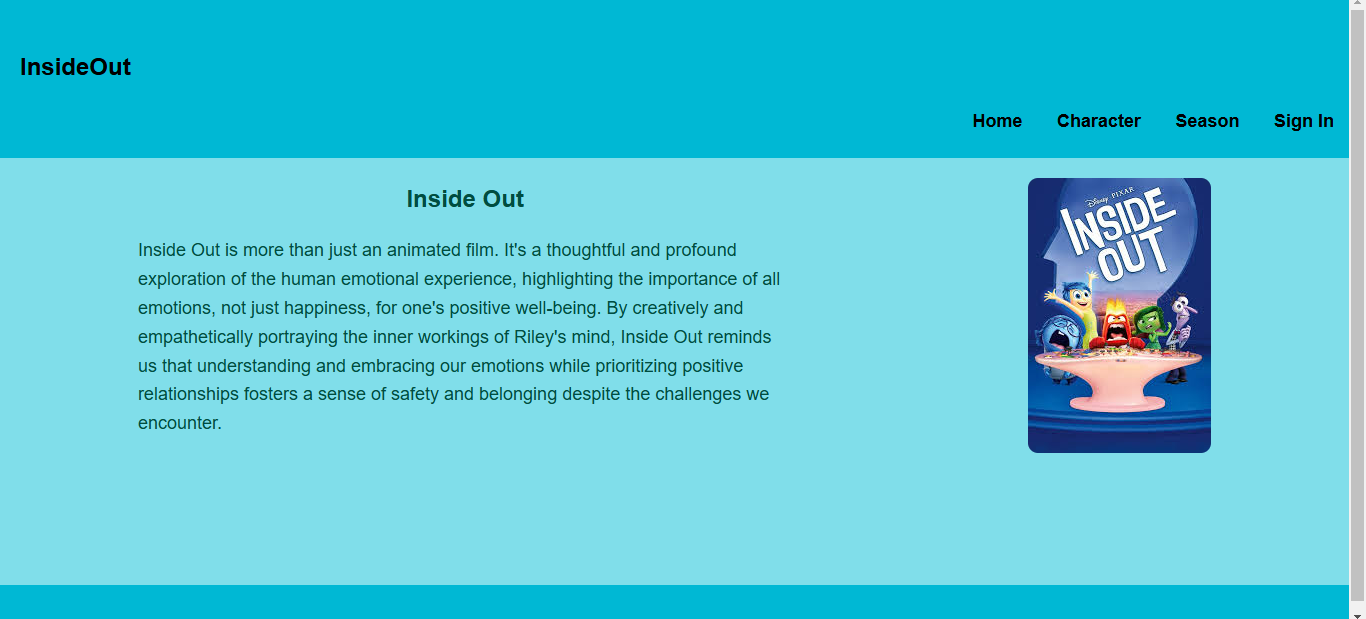 InsideOut
Home Character Season Sign In
Inside Out
Inside Out is more than just an animated film. It's a thoughtful and profound
exploration of the human emotional experience, highlighting the importance of all
emotions, not just happiness, for one's positive well-being. By creatively and
empathetically portraying the inner workings of Riley's mind, Inside Out reminds
us that understanding and embracing our emotions while prioritizing positive
relationships fosters a sense of safety and belonging despite the challenges we
encounter.
Disney PIXAR
INSIDE
OUT